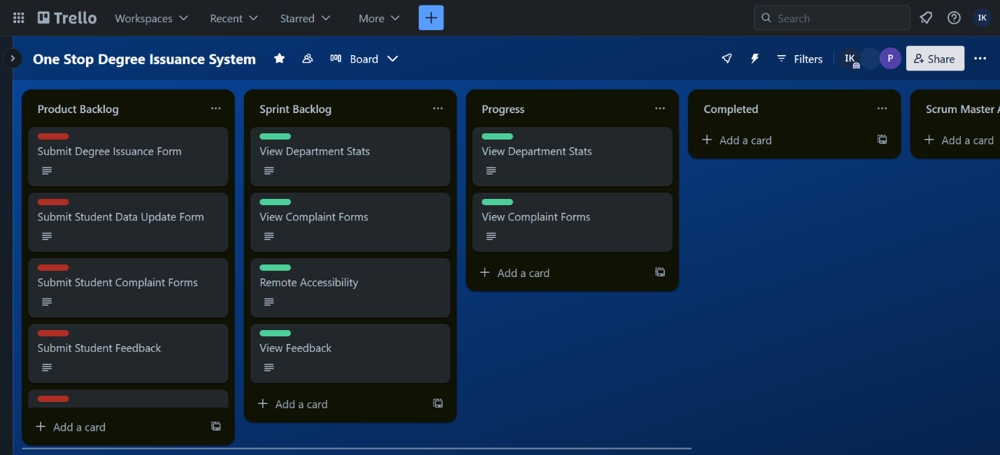 Trello
Workspaces
Recent
Starred
More
Search
IK
One Stop Degree Issuance System
Board
Filters
IK
P
Share
Product Backlog
Submit Degree Issuance Form
Submit Student Data Update Form
Submit Student Complaint Forms
Submit Student Feedback
Add a card
Sprint Backlog
View Department Stats
View Complaint Forms
Remote Accessibility
View Feedback
Add a card
Progress
View Department Stats
View Complaint Forms
Add a card
Completed
Add a card
Scrum Master A
Add a card